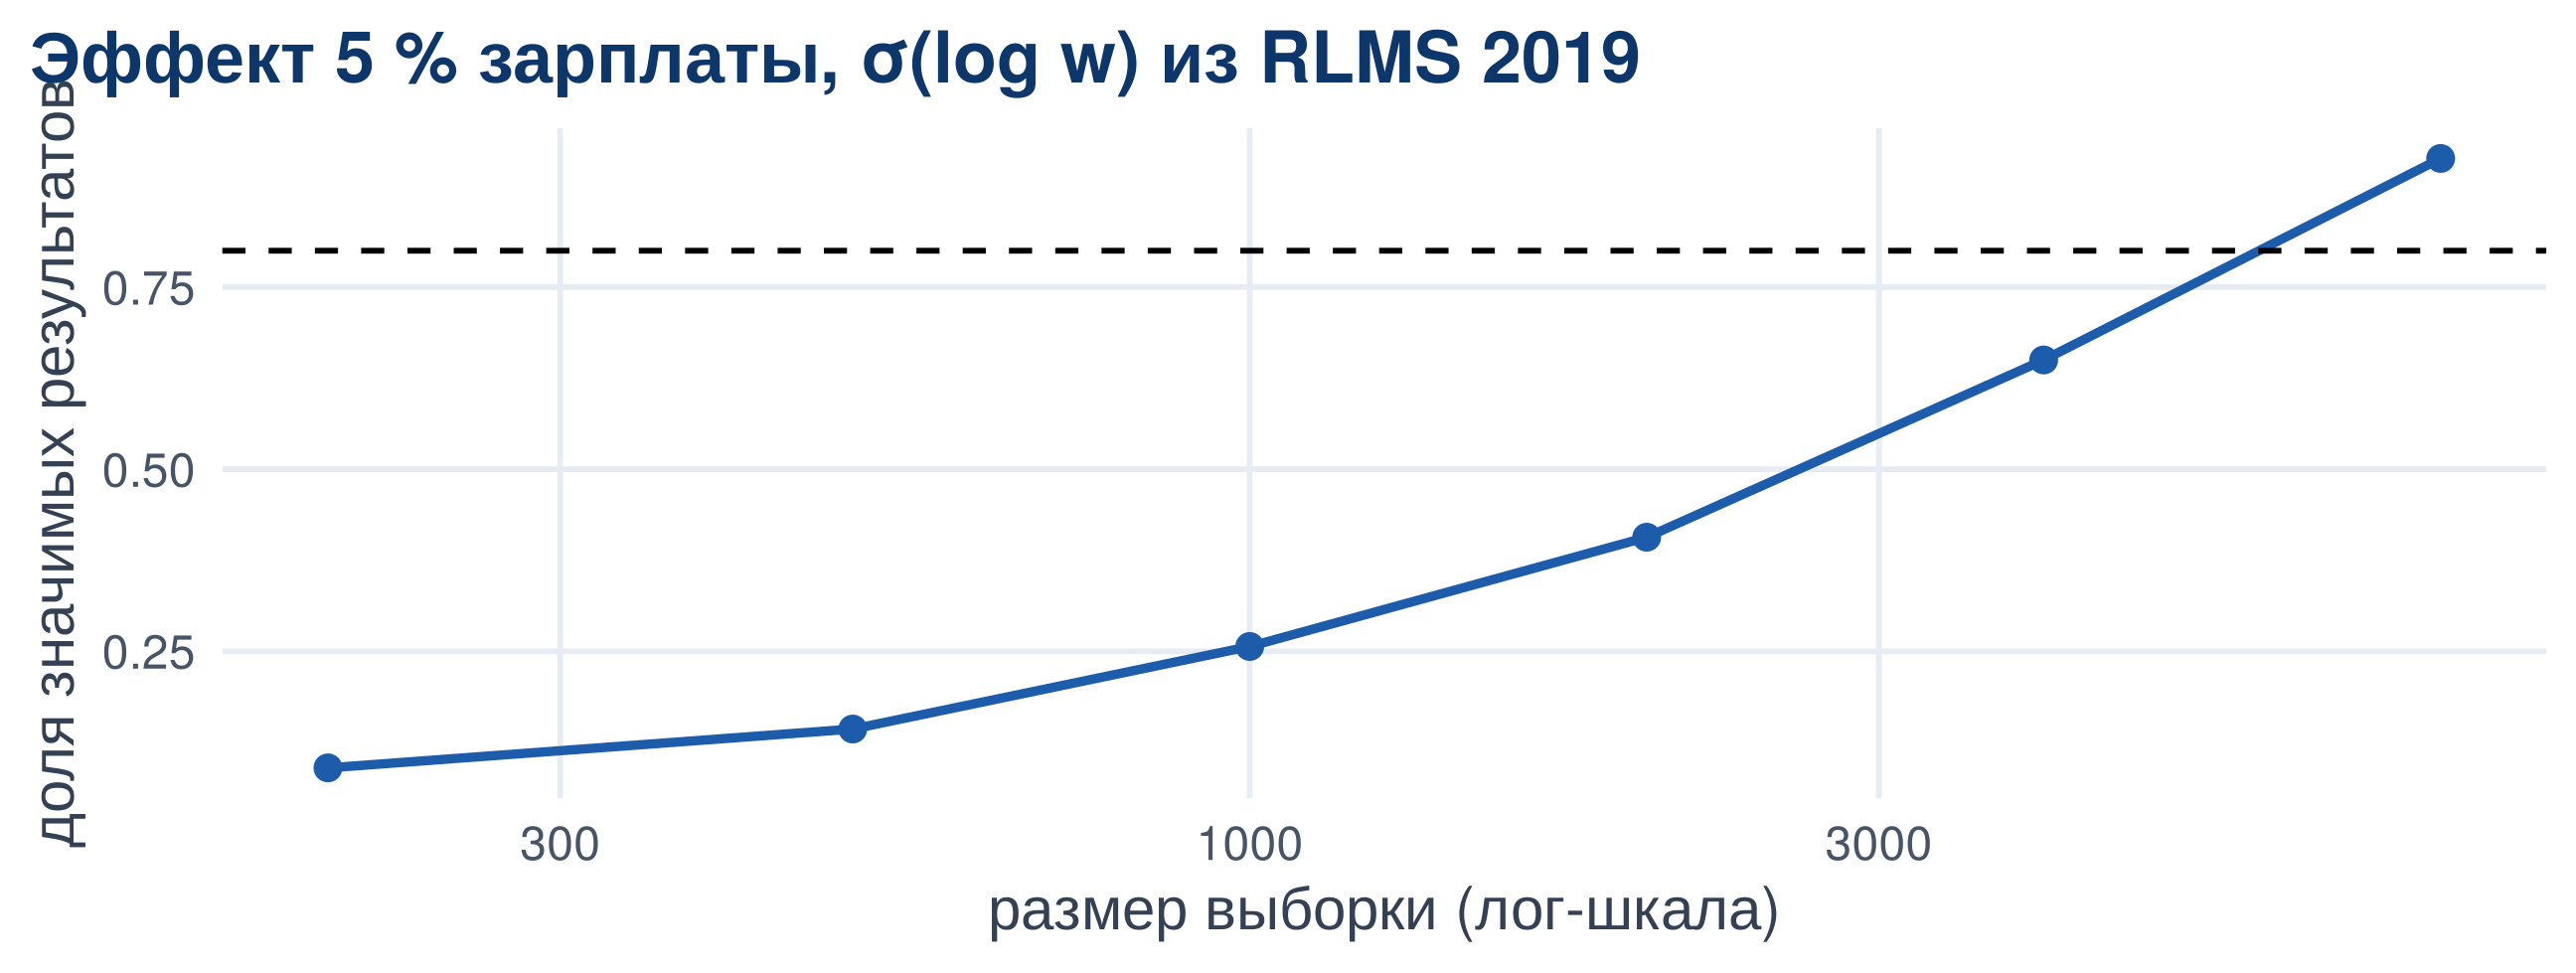 Эффект 5 % зарплаты, σ(log w) из RLMS 2019
доля значимых результатов
0.75
0.50
0.25
300
1000
3000
размер выборки (лог-шкала)